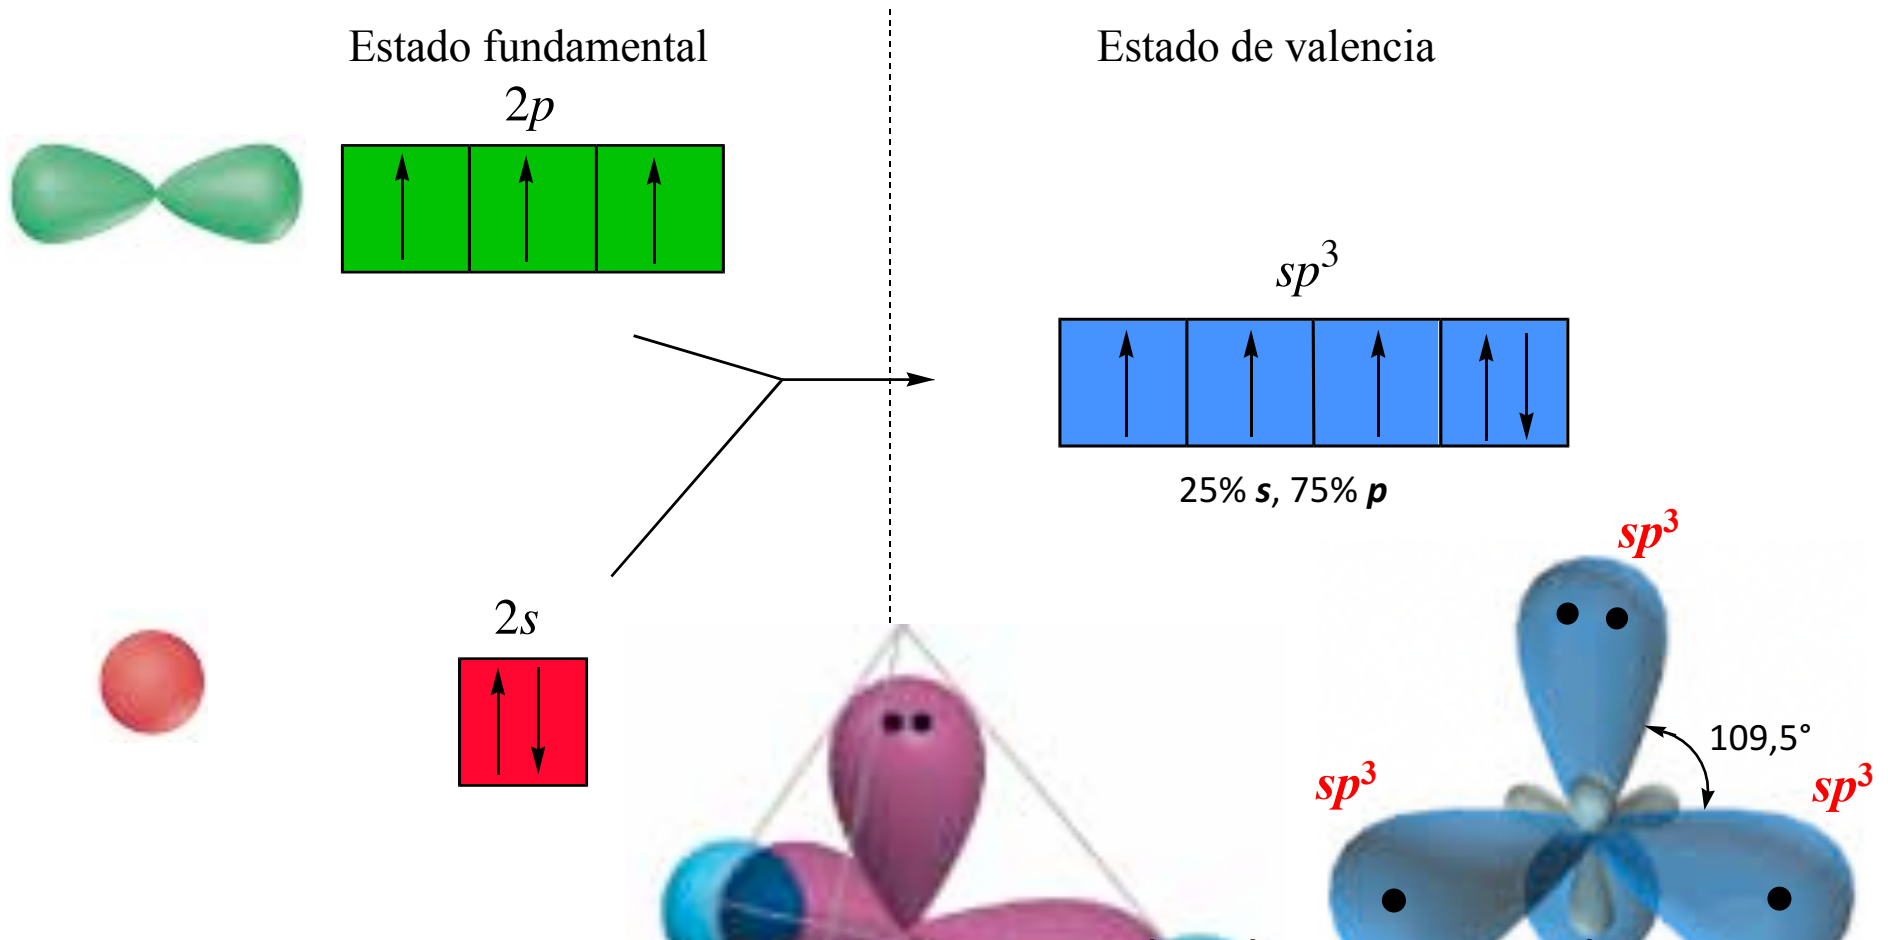 Estado fundamental
Estado de valencia
2p
sp³
25% s, 75% p
sp³
2s
109,5°
sp³
sp³